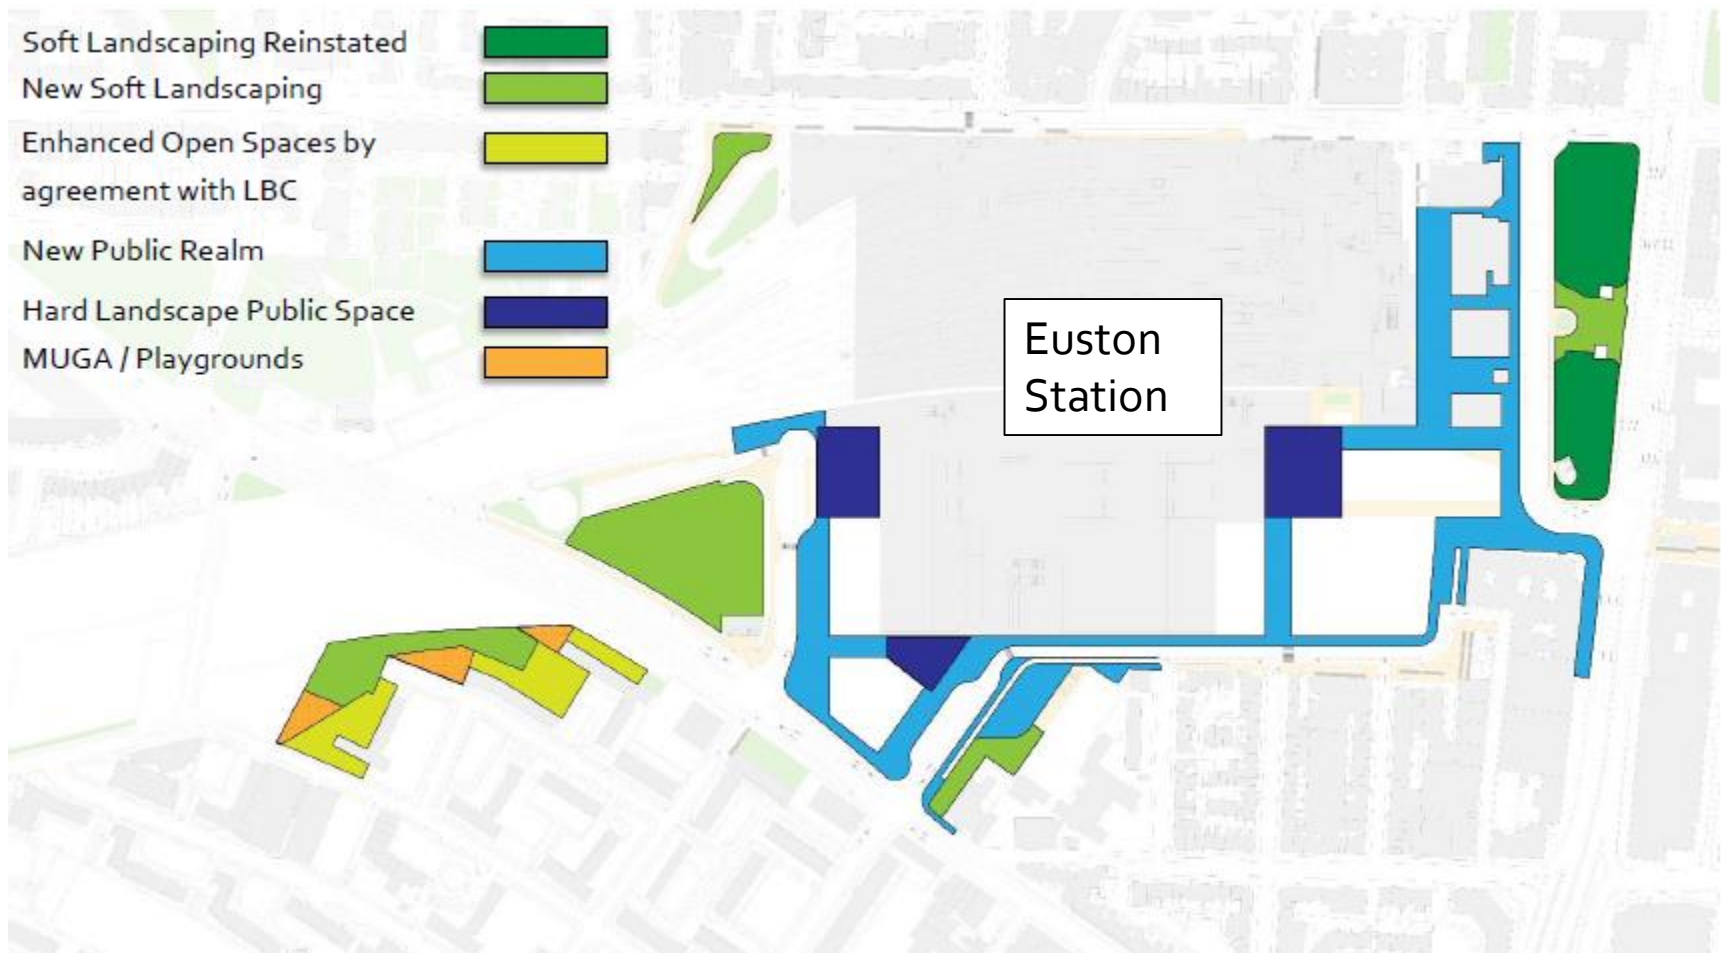 Soft Landscaping Reinstated
New Soft Landscaping
Enhanced Open Spaces by
agreement with LBC
New Public Realm
Hard Landscape Public Space
MUGA / Playgrounds
Euston
Station